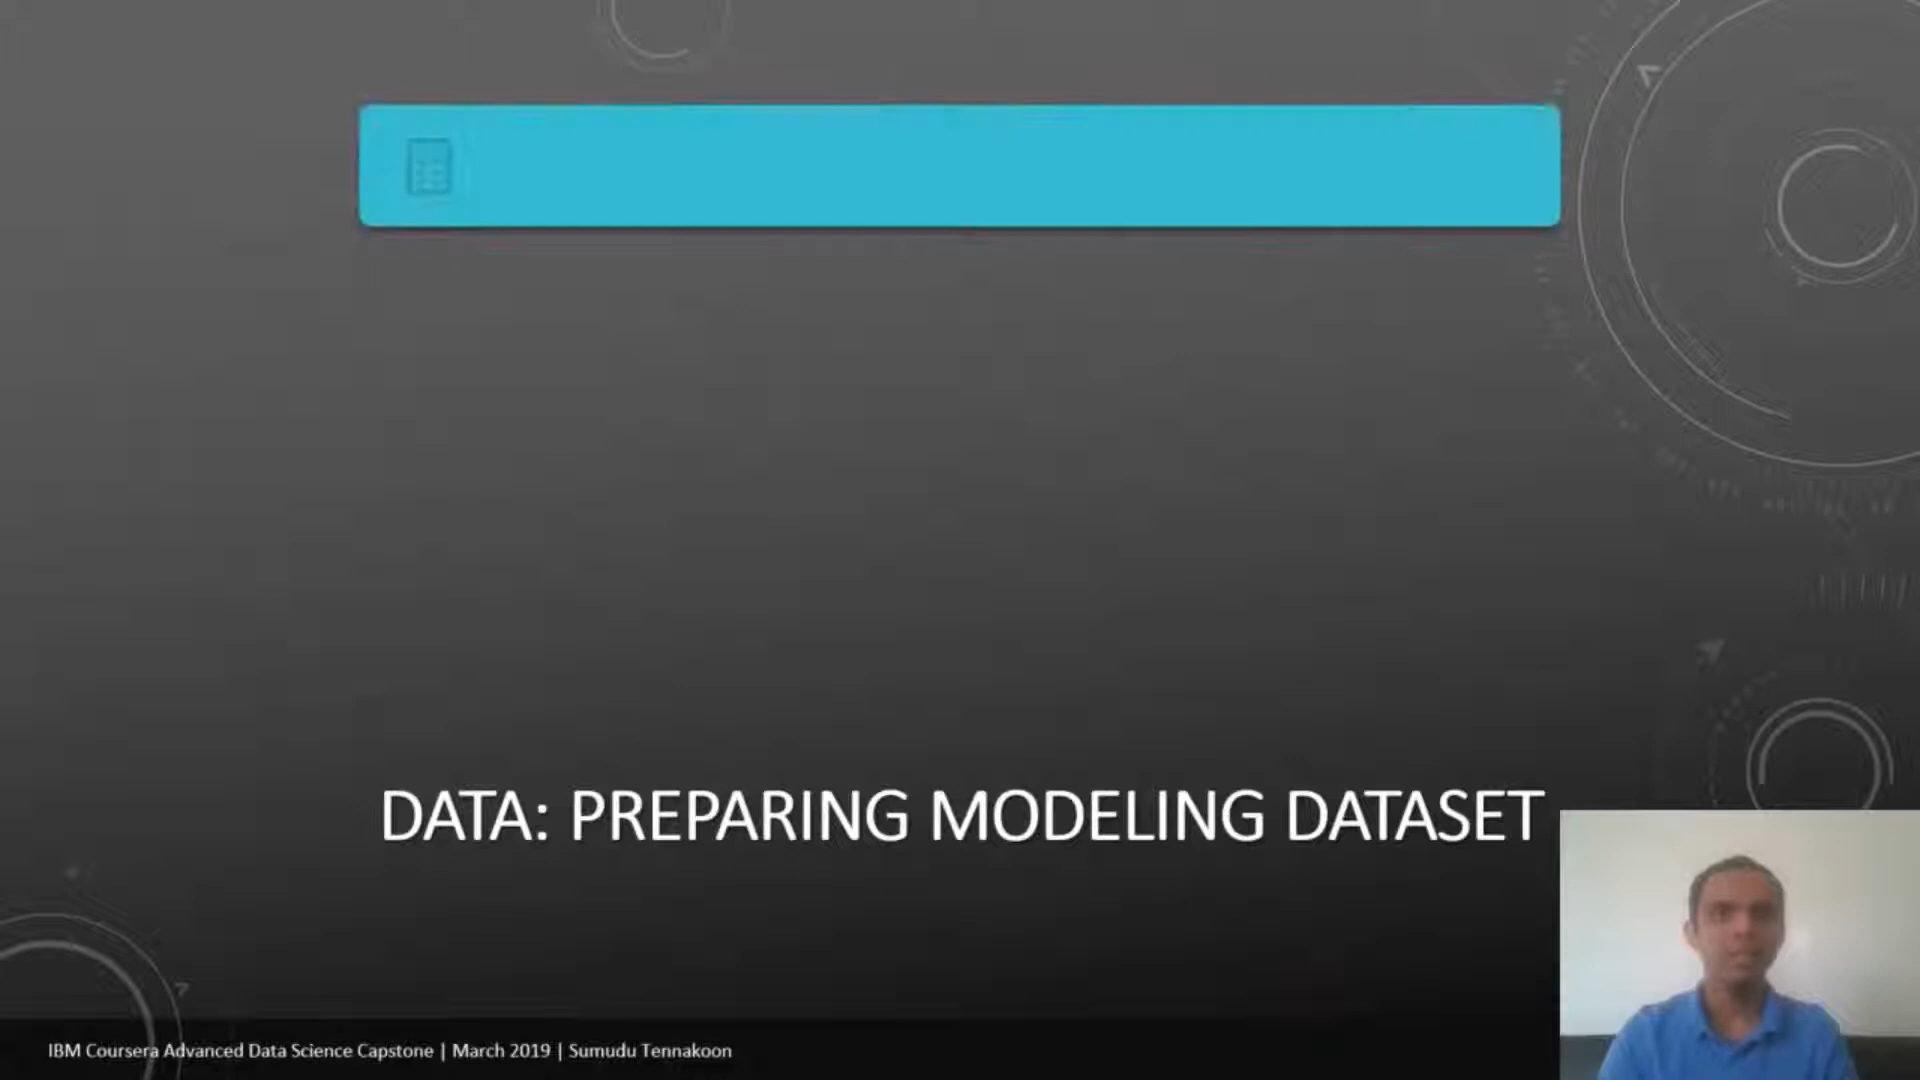 DATA: PREPARING MODELING DATASET
IBM Coursera Advanced Data Science Capstone | March 2019 | Sumudu Tennakoon